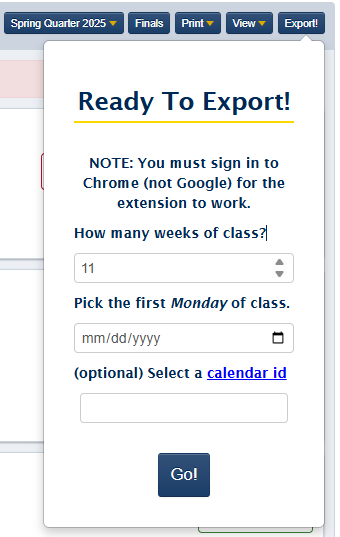 Spring Quarter 2025 Finals Print View Export!
Ready To Export!
NOTE: You must sign in to
Chrome (not Google) for the
extension to work.
How many weeks of class?
11
Pick the first Monday of class.
mm/dd/yyyy
(optional) Select a calendar id
Go!